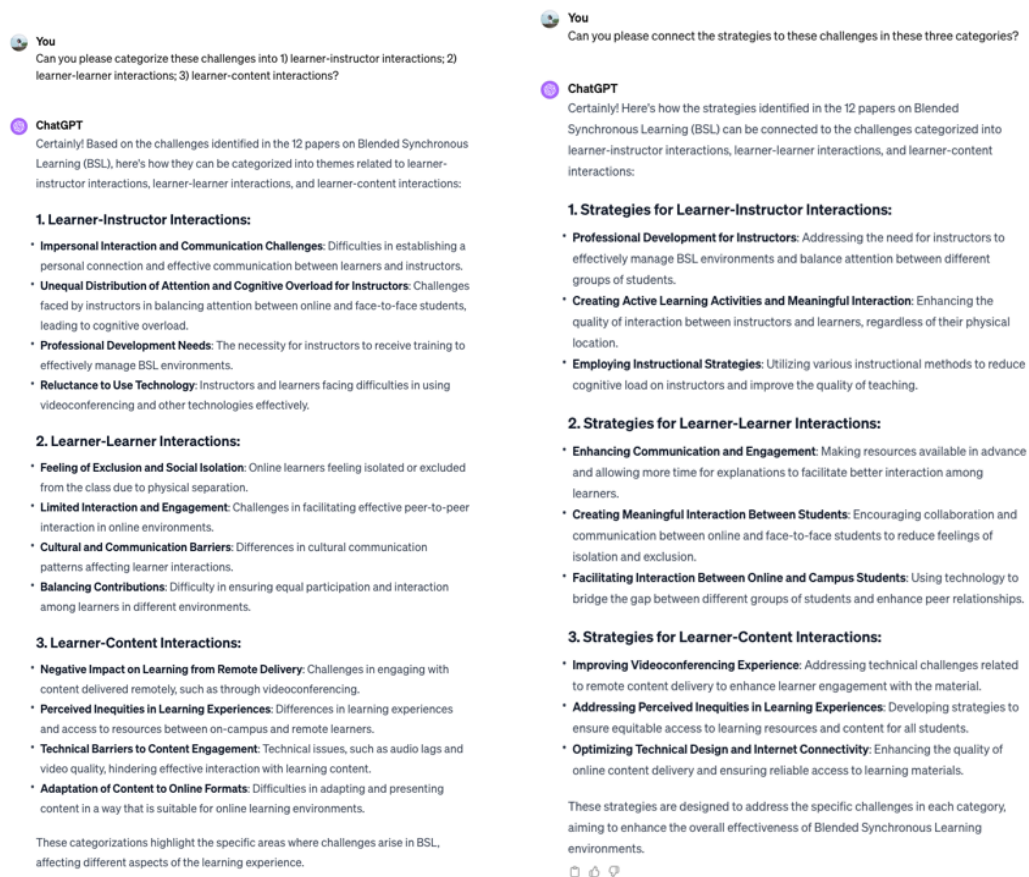 You
Can you please categorize these challenges into 1) learner-instructor interactions; 2)
learner-learner interactions; 3) learner-content interactions?
ChatGPT
Certainly! Based on the challenges identified in the 12 papers on Blended Synchronous
Learning (BSL), here's how they can be categorized into themes related to learner-
instructor interactions, learner-learner interactions, and learner-content interactions:
1. Learner-Instructor Interactions:
• Impersonal Interaction and Communication Challenges: Difficulties in establishing a
personal connection and effective communication between learners and instructors.
• Unequal Distribution of Attention and Cognitive Overload for Instructors: Challenges
faced by instructors in balancing attention between online and face-to-face students,
leading to cognitive overload.
• Professional Development Needs: The necessity for instructors to receive training to
effectively manage BSL environments.
• Reluctance to Use Technology: Instructors and learners facing difficulties in using
videoconferencing and other technologies effectively.
2. Learner-Learner Interactions:
• Feeling of Exclusion and Social Isolation: Online learners feeling isolated or excluded
from the class due to physical separation.
• Limited Interaction and Engagement: Challenges in facilitating effective peer-to-peer
interaction in online environments.
• Cultural and Communication Barriers: Differences in cultural communication
patterns affecting learner interactions.
• Balancing Contributions: Difficulty in ensuring equal participation and interaction
among learners in different environments.
3. Learner-Content Interactions:
• Negative Impact on Learning from Remote Delivery: Challenges in engaging with
content delivered remotely, such as through videoconferencing.
• Perceived Inequities in Learning Experiences: Differences in learning experiences
and access to resources between on-campus and remote learners.
• Technical Barriers to Content Engagement: Technical issues, such as audio lags and
video quality, hindering effective interaction with learning content.
• Adaptation of Content to Online Formats: Difficulties in adapting and presenting
content in a way that is suitable for online learning environments.
These categorizations highlight the specific areas where challenges arise in BSL,
affecting different aspects of the learning experience.
You
Can you please connect the strategies to these challenges in these three categories?
ChatGPT
Certainly! Here's how the strategies identified in the 12 papers on Blended
Synchronous Learning (BSL) can be connected to the challenges categorized into
learner-instructor interactions, learner-learner interactions, and learner-content
interactions:
1. Strategies for Learner-Instructor Interactions:
• Professional Development for Instructors: Addressing the need for instructors to
effectively manage BSL environments and balance attention between different
groups of students.
• Creating Active Learning Activities and Meaningful Interaction: Enhancing the
quality of interaction between instructors and learners, regardless of their physical
location.
• Employing Instructional Strategies: Utilizing various instructional methods to reduce
cognitive load on instructors and improve the quality of teaching.
2. Strategies for Learner-Learner Interactions:
• Enhancing Communication and Engagement: Making resources available in advance
and allowing more time for explanations to facilitate better interaction among
learners.
• Creating Meaningful Interaction Between Students: Encouraging collaboration and
communication between online and face-to-face students to reduce feelings of
isolation and exclusion.
• Facilitating Interaction Between Online and Campus Students: Using technology to
bridge the gap between different groups of students and enhance peer relationships.
3. Strategies for Learner-Content Interactions:
• Improving Videoconferencing Experience: Addressing technical challenges related
to remote content delivery to enhance learner engagement with the material.
• Addressing Perceived Inequities in Learning Experiences: Developing strategies to
ensure equitable access to learning resources and content for all students.
• Optimizing Technical Design and Internet Connectivity: Enhancing the quality of
online content delivery and ensuring reliable access to learning materials.
These strategies are designed to address the specific challenges in each category,
aiming to enhance the overall effectiveness of Blended Synchronous Learning
environments.